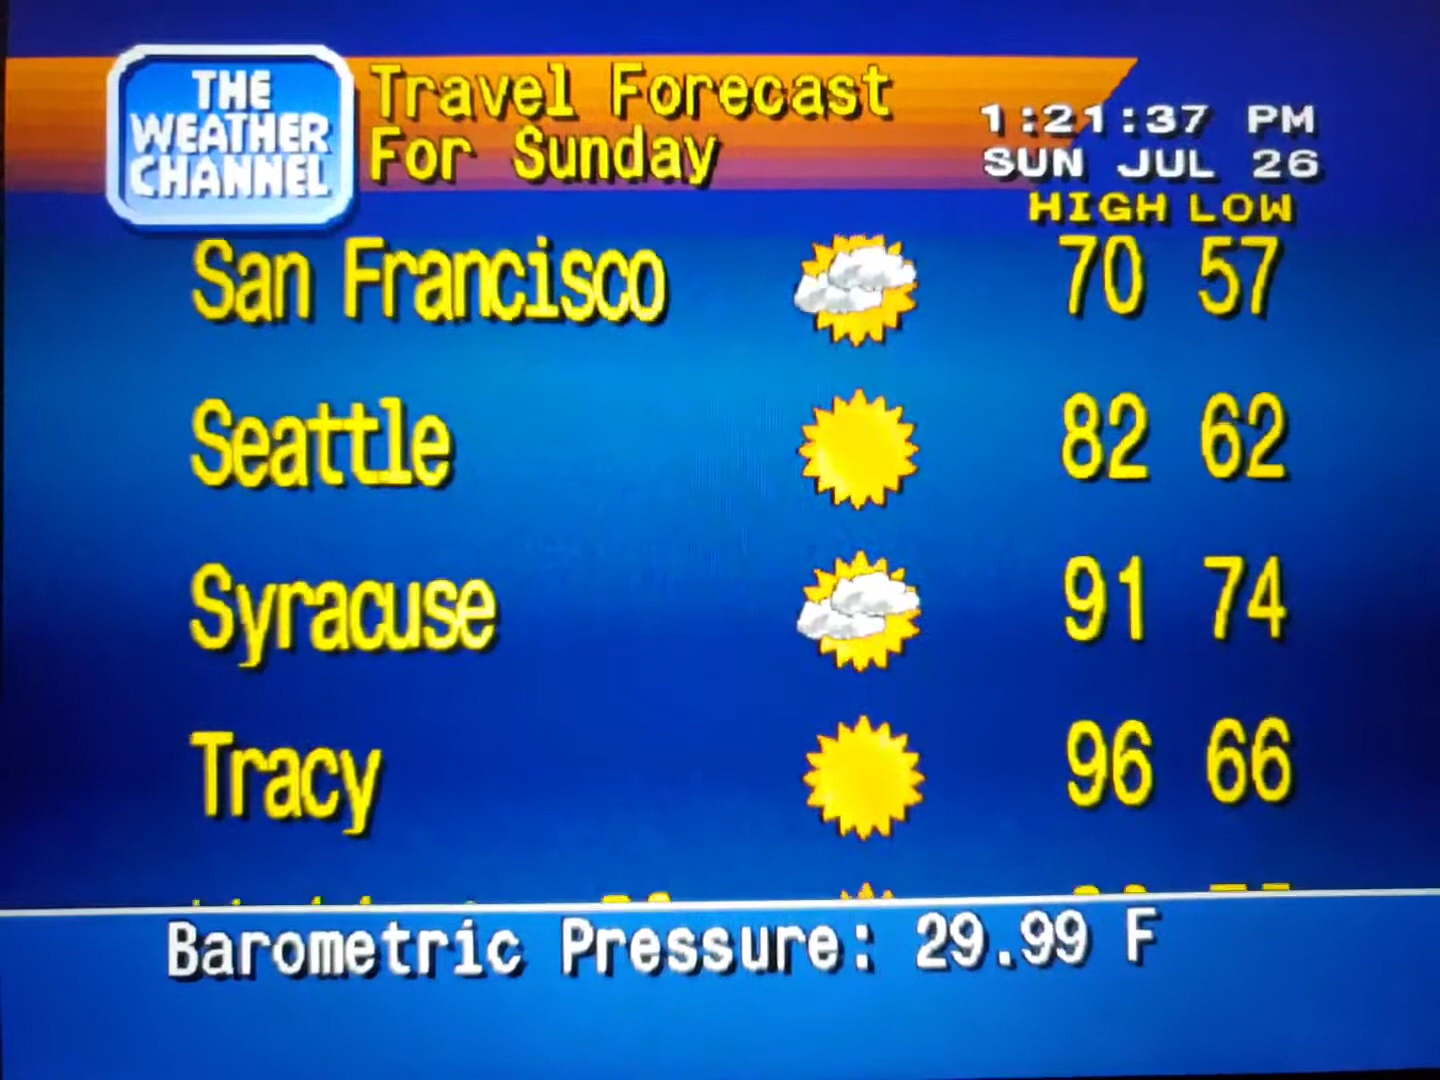 THE
WEATHER
CHANNEL
Travel Forecast
For Sunday
1:21:37 PM
SUN JUL 26
HIGH LOW
San Francisco 70 57
Seattle 82 62
Syracuse 91 74
Tracy 96 66
Barometric Pressure: 29.99 F